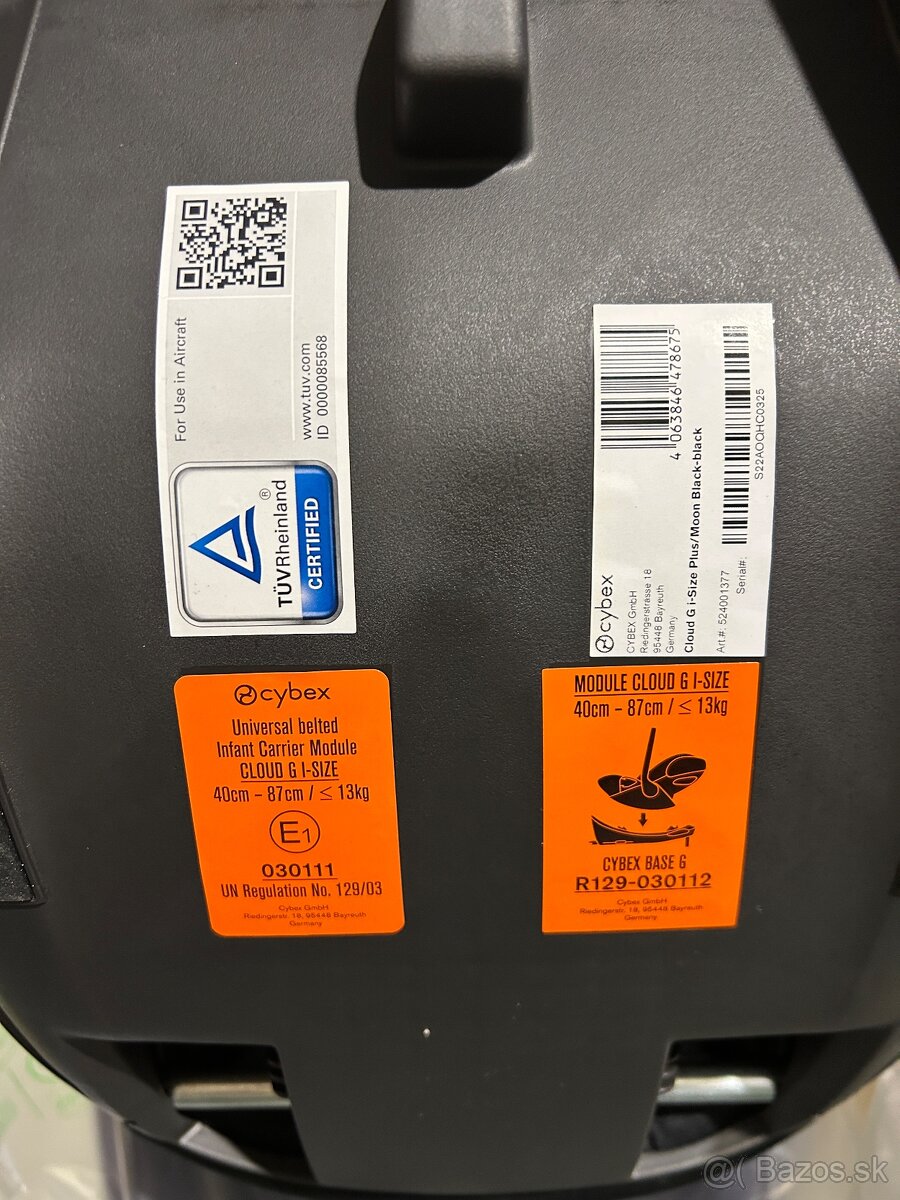 For Use in Aircraft
www.tuv.com
ID 0000085568
TÜVRheinland
®
CERTIFIED
4 063846 478675
cybex
CYBEX GmbH
Riedingerstrasse 18
95448 Bayreuth
Germany
Cloud G i-Size Plus/Moon Black-black
Art.#: 524001377
Serial#:
S22AOQHC0325
cybex
Universal belted
Infant Carrier Module
CLOUD G I-SIZE
40cm – 87cm / ≤ 13kg
E1
030111
UN Regulation No. 129/03
Cybex GmbH
Riedingerstr. 18, 95448 Bayreuth
Germany
MODULE CLOUD G I-SIZE
40cm – 87cm / ≤ 13kg
CYBEX BASE G
R129-030112
Cybex GmbH
Riedingerstr. 18, 95448 Bayreuth
Germany
@( Bazos.sk